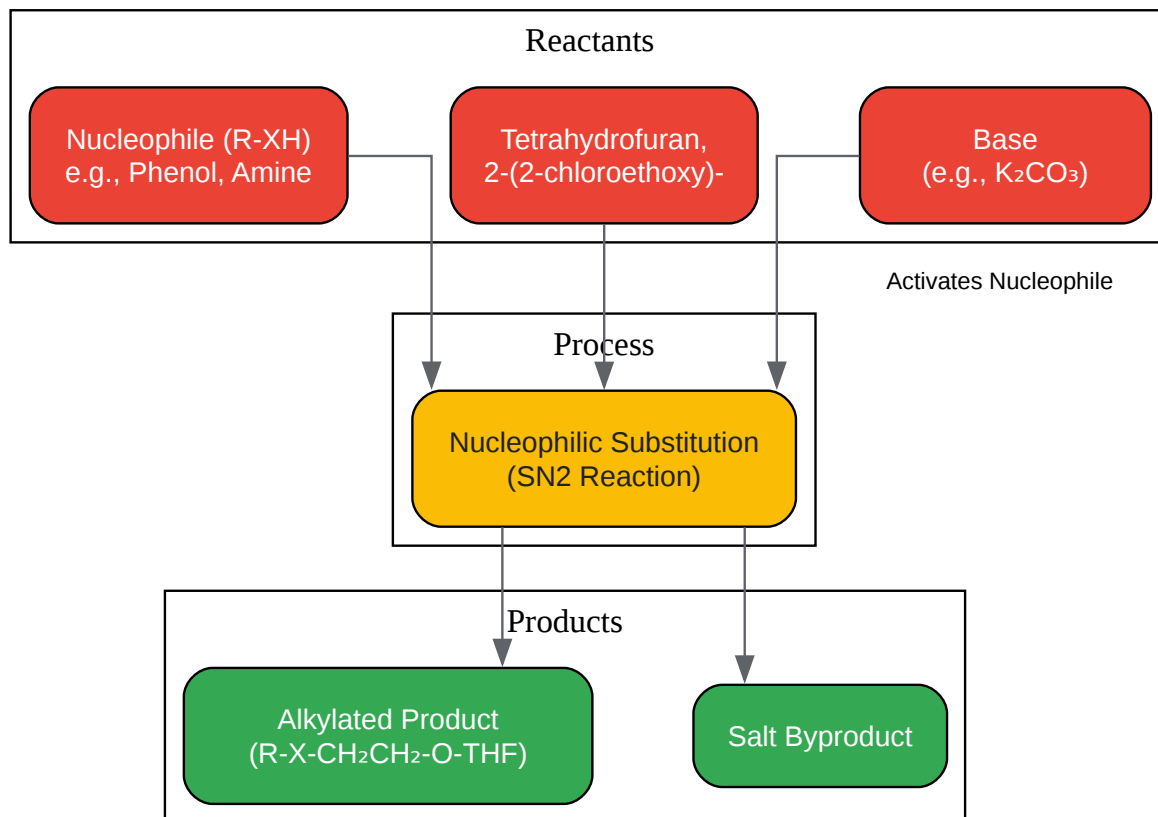 Reactants
Nucleophile (R-XH)
e.g., Phenol, Amine
Tetrahydrofuran,
2-(2-chloroethoxy)-
Base
(e.g., K₂CO₃)
Activates Nucleophile
Process
Nucleophilic Substitution
(SN2 Reaction)
Products
Alkylated Product
(R-X-CH₂CH₂-O-THF)
Salt Byproduct